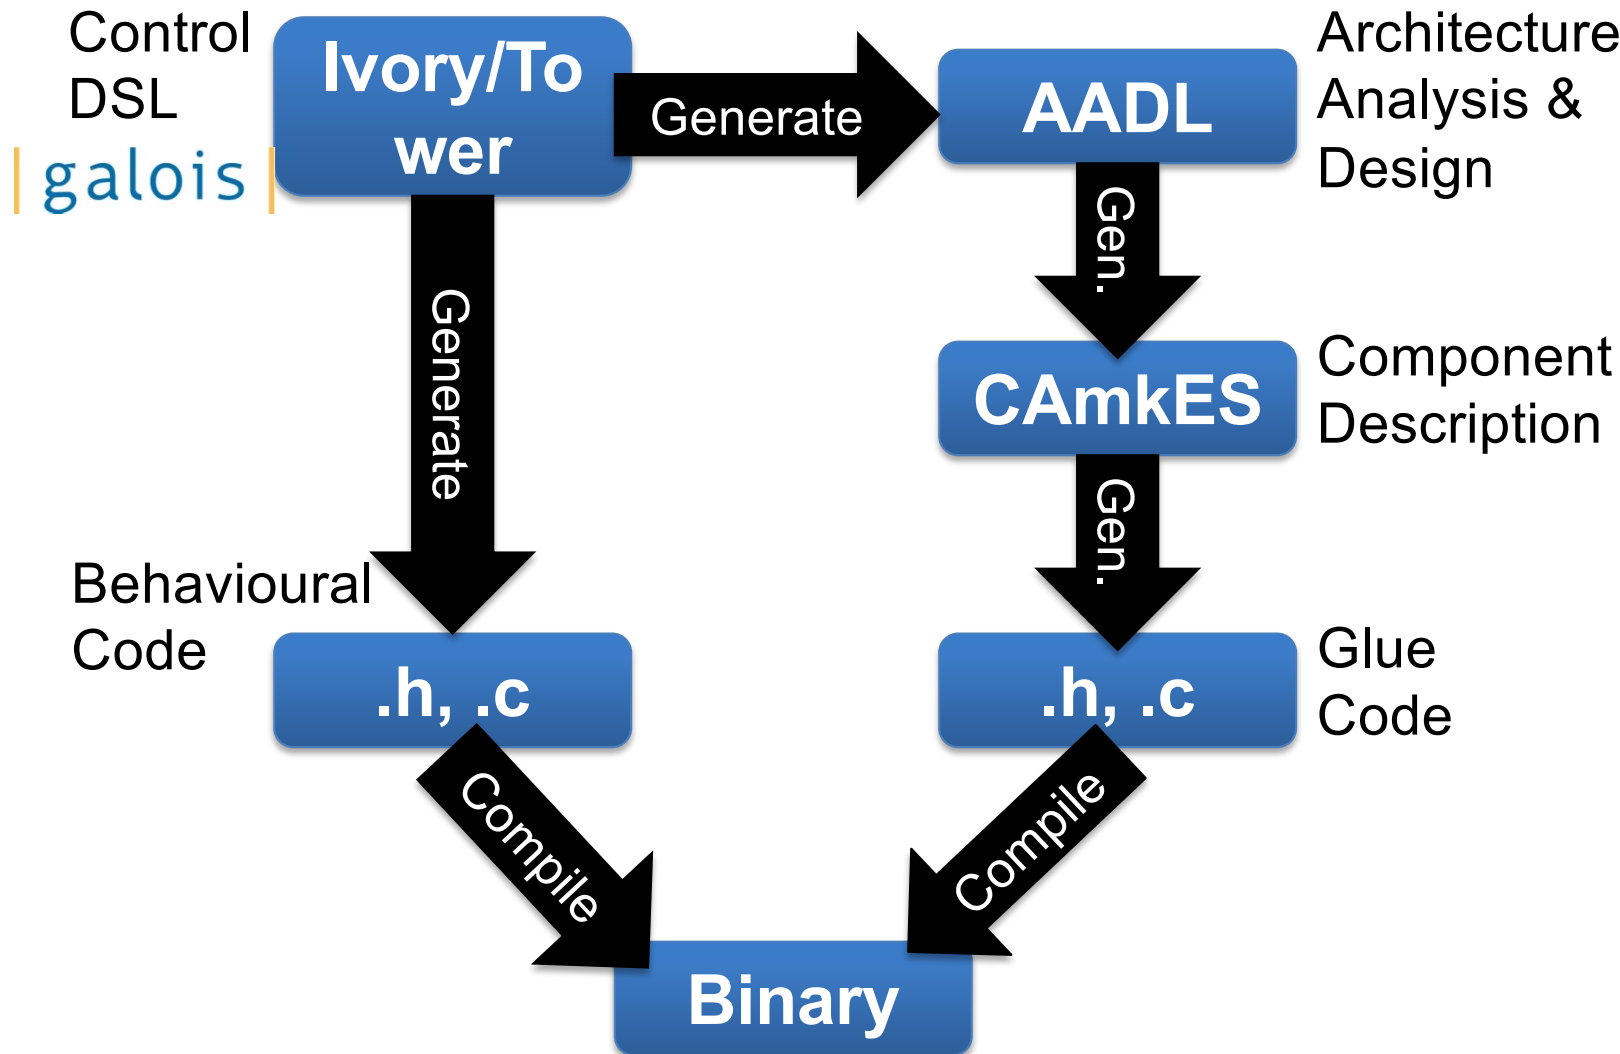 Control
DSL
galois
Ivory/To
wer
Generate
AADL
Architecture
Analysis &
Design
Generate
Gen.
CAmkES
Component
Description
Gen.
Behavioural
Code
.h, .c
.h, .c
Glue
Code
Compile
Compile
Binary